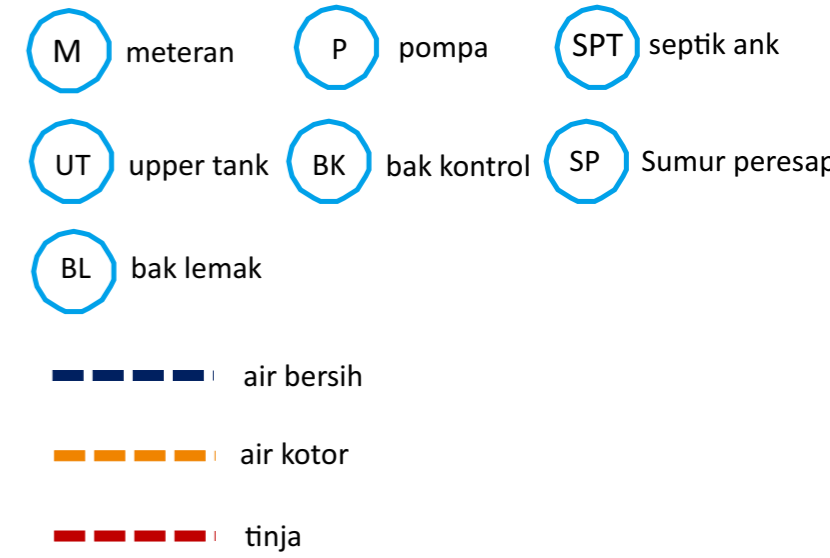 M meteran P pompa SPT septik ank
UT upper tank BK bak kontrol SP Sumur peresap
BL bak lemak
air bersih
air kotor
tinja